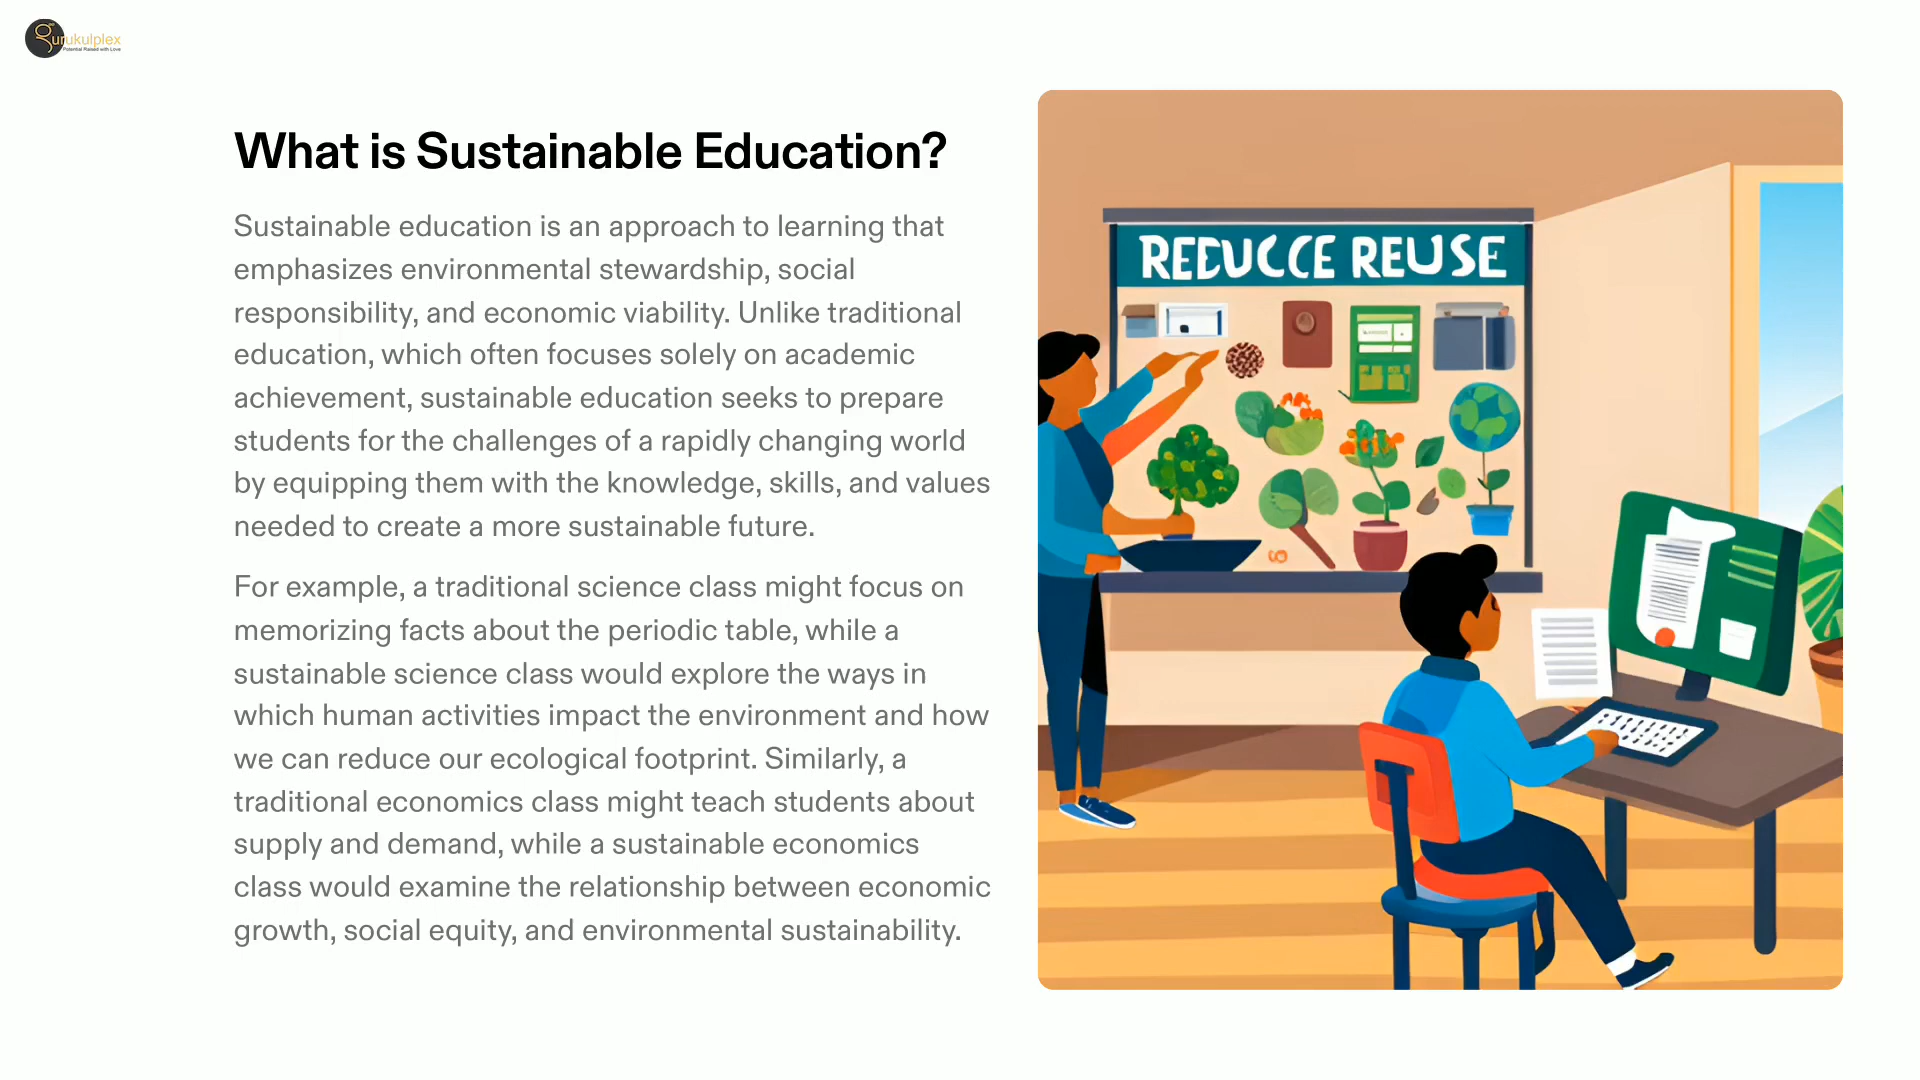 gurukulplex
Potential Raised with Love
What is Sustainable Education?
Sustainable education is an approach to learning that
emphasizes environmental stewardship, social
responsibility, and economic viability. Unlike traditional
education, which often focuses solely on academic
achievement, sustainable education seeks to prepare
students for the challenges of a rapidly changing world
by equipping them with the knowledge, skills, and values
needed to create a more sustainable future.
For example, a traditional science class might focus on
memorizing facts about the periodic table, while a
sustainable science class would explore the ways in
which human activities impact the environment and how
we can reduce our ecological footprint. Similarly, a
traditional economics class might teach students about
supply and demand, while a sustainable economics
class would examine the relationship between economic
growth, social equity, and environmental sustainability.
REDUCCE REUSE